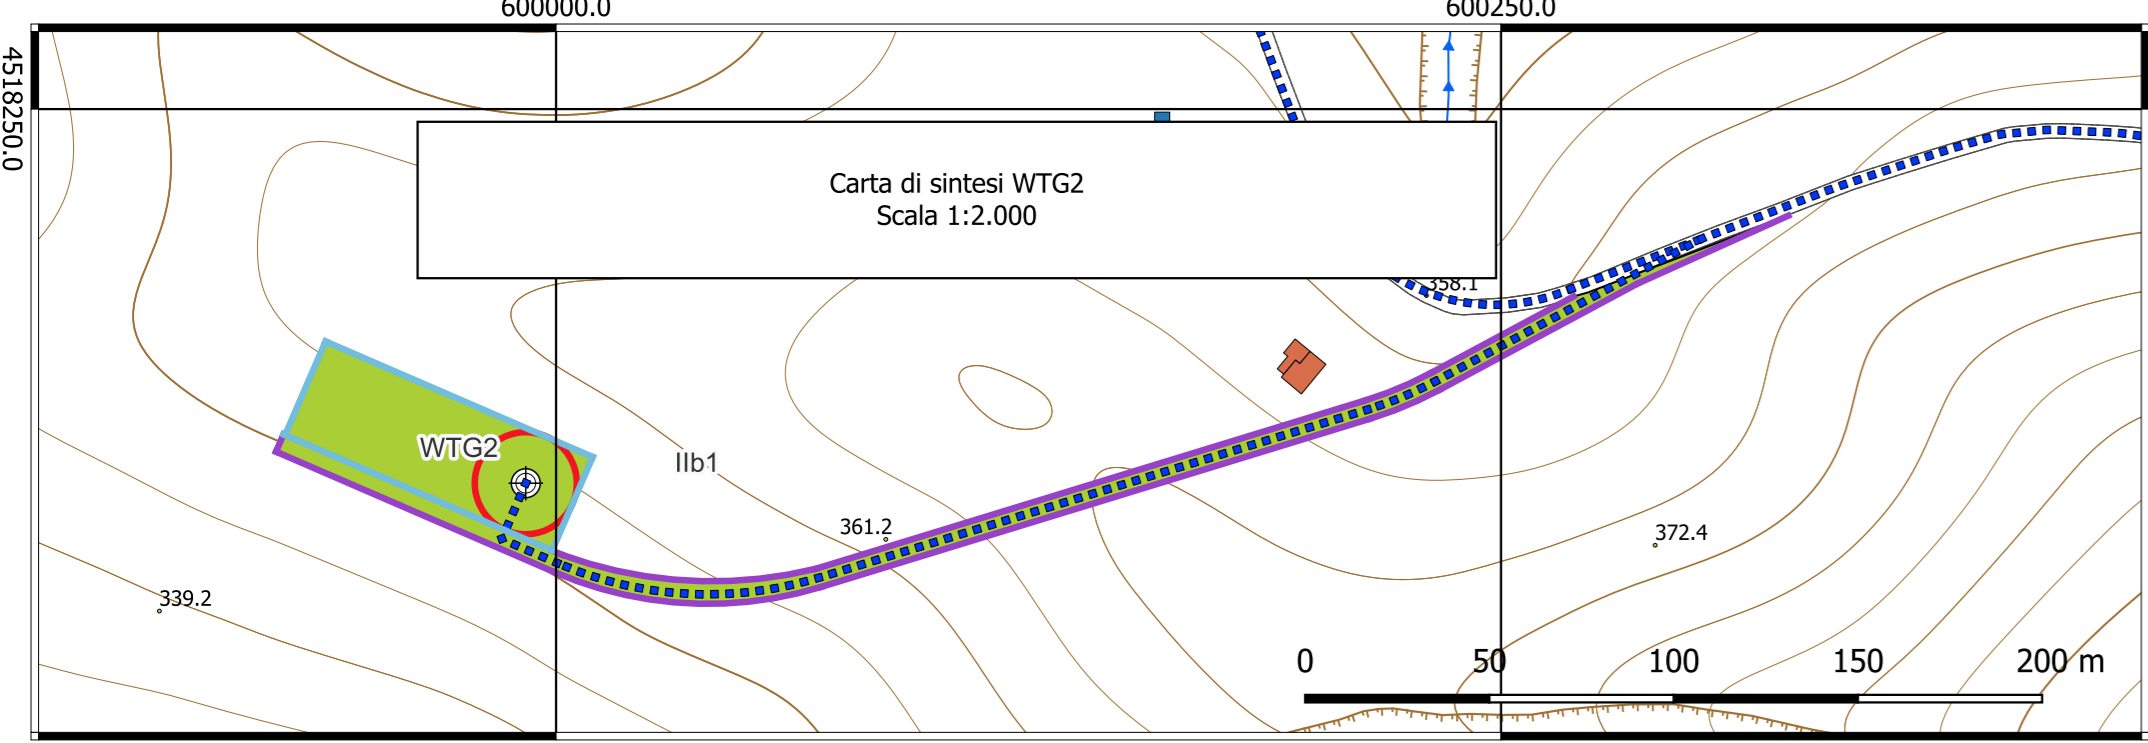 600000.0
600250.0
4518250.0
Carta di sintesi WTG2
Scala 1:2.000
358.1
WTG2
IIb1
361.2
372.4
339.2
0 50 100 150 200 m